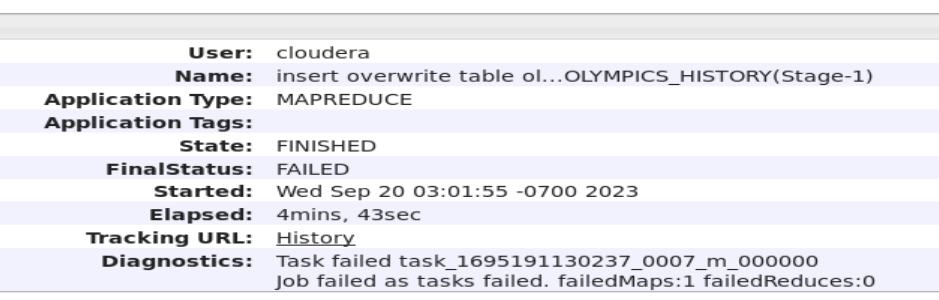 User: cloudera
Name: insert overwrite table ol...OLYMPICS_HISTORY(Stage-1)
Application Type: MAPREDUCE
Application Tags:
State: FINISHED
FinalStatus: FAILED
Started: Wed Sep 20 03:01:55 -0700 2023
Elapsed: 4mins, 43sec
Tracking URL: History
Diagnostics: Task failed task_1695191130237_0007_m_000000
Job failed as tasks failed. failedMaps:1 failedReduces:0